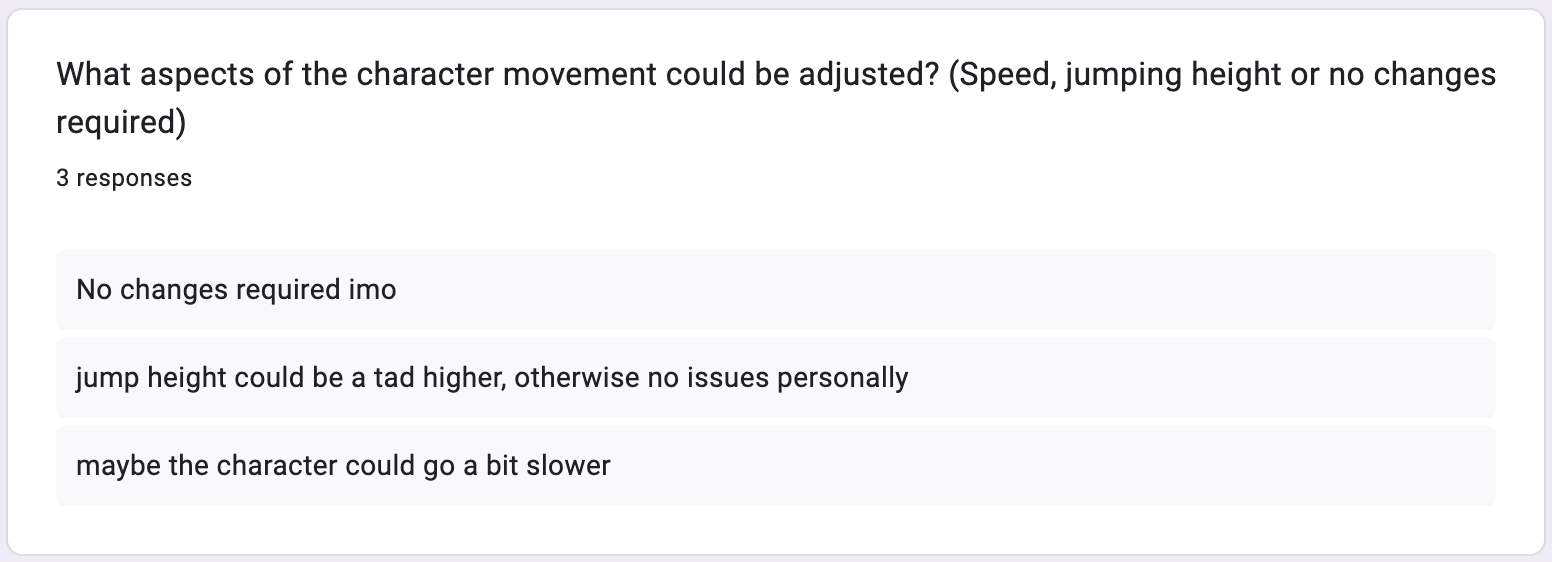 What aspects of the character movement could be adjusted? (Speed, jumping height or no changes
required)
3 responses
No changes required imo
jump height could be a tad higher, otherwise no issues personally
maybe the character could go a bit slower